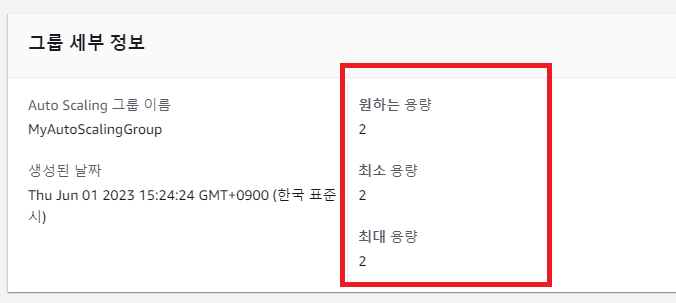 그룹 세부 정보
Auto Scaling 그룹 이름
MyAutoScalingGroup
생성된 날짜
Thu Jun 01 2023 15:24:24 GMT+0900 (한국 표준
시)
원하는 용량
2
최소 용량
2
최대 용량
2